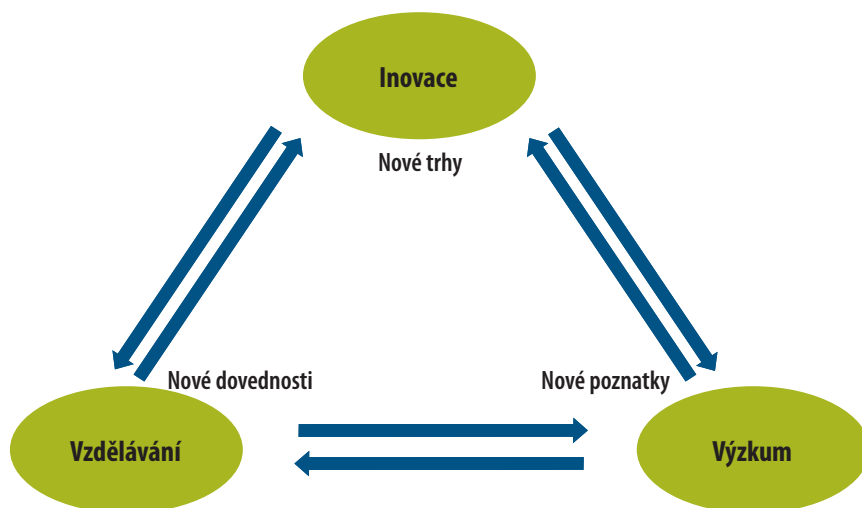 Inovace
Nové trhy
Nové dovednosti
Nové poznatky
Vzdělávání
Výzkum